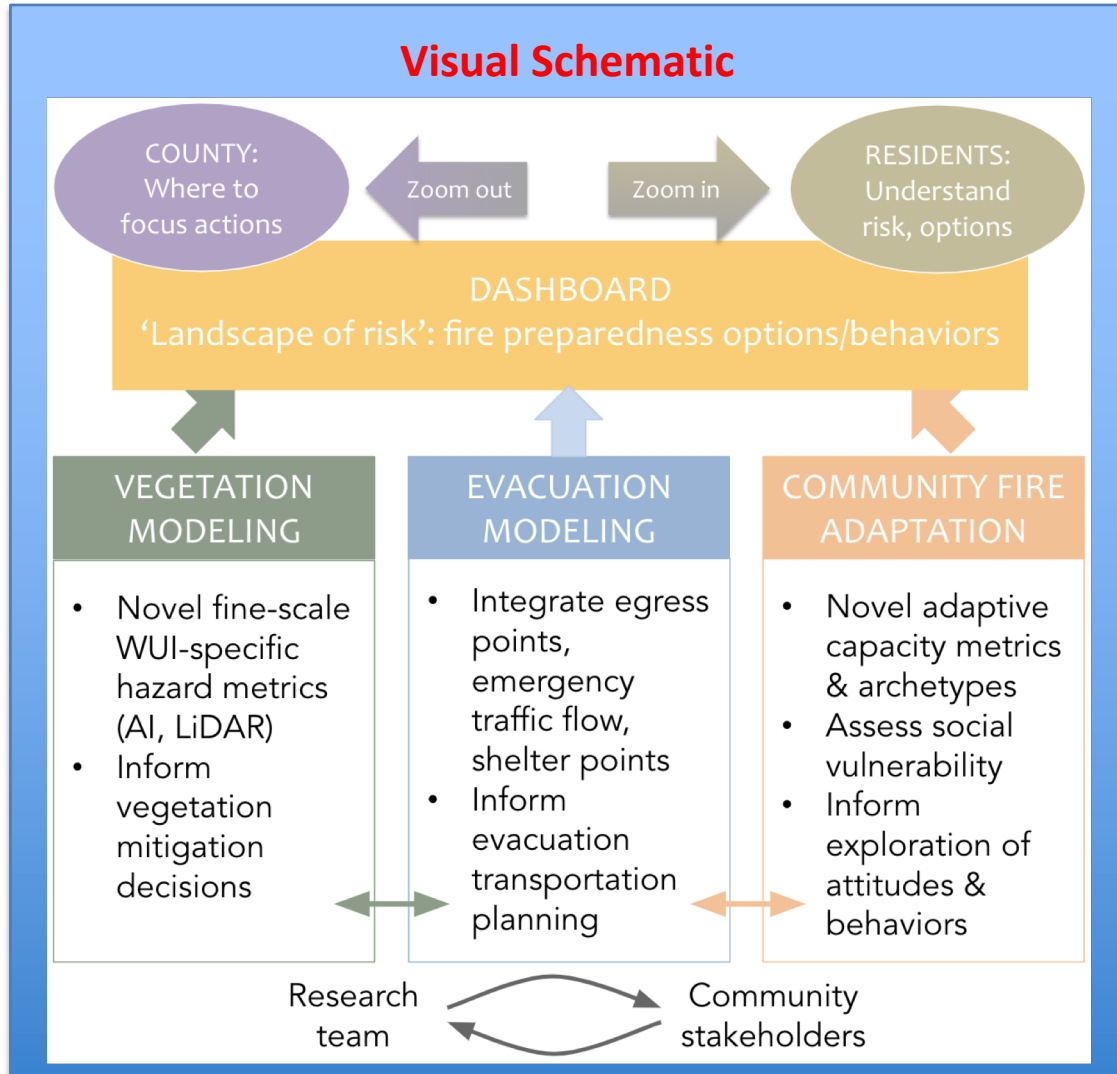 Visual Schematic
COUNTY:
Where to
focus actions
Zoom out
Zoom in
RESIDENTS:
Understand
risk, options
DASHBOARD
‘Landscape of risk’: fire preparedness options/behaviors
VEGETATION
MODELING
• Novel fine-scale
WUI-specific
hazard metrics
(AI, LiDAR)
• Inform
vegetation
mitigation
decisions
EVACUATION
MODELING
• Integrate egress
points,
emergency
traffic flow,
shelter points
• Inform
evacuation
transportation
planning
COMMUNITY FIRE
ADAPTATION
• Novel adaptive
capacity metrics
& archetypes
• Assess social
vulnerability
• Inform
exploration of
attitudes &
behaviors
Research
team
Community
stakeholders